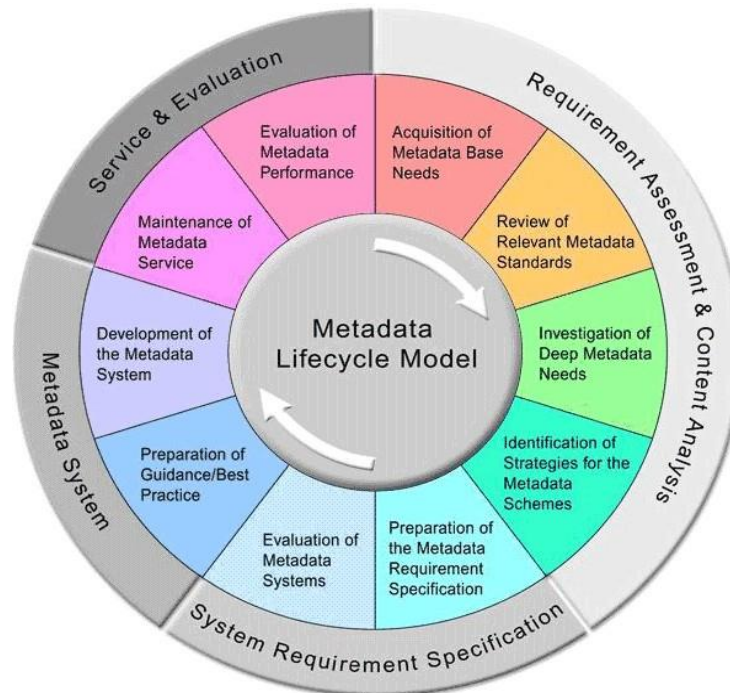 Service & Evaluation
Requirement Assessment & Content Analysis
Evaluation of
Metadata
Performance
Acquisition of
Metadata Base
Needs
Maintenance of
Metadata
Service
Review of
Relevant Metadata
Standards
Metadata
Lifecycle Model
Development of
the Metadata
System
Investigation of
Deep Metadata
Needs
Metadata System
Preparation of
Guidance/Best
Practice
Identification of
Strategies for the
Metadata
Schemes
Evaluation of
Metadata
Systems
Preparation of
the Metadata
Requirement
Specification
System Requirement Specification